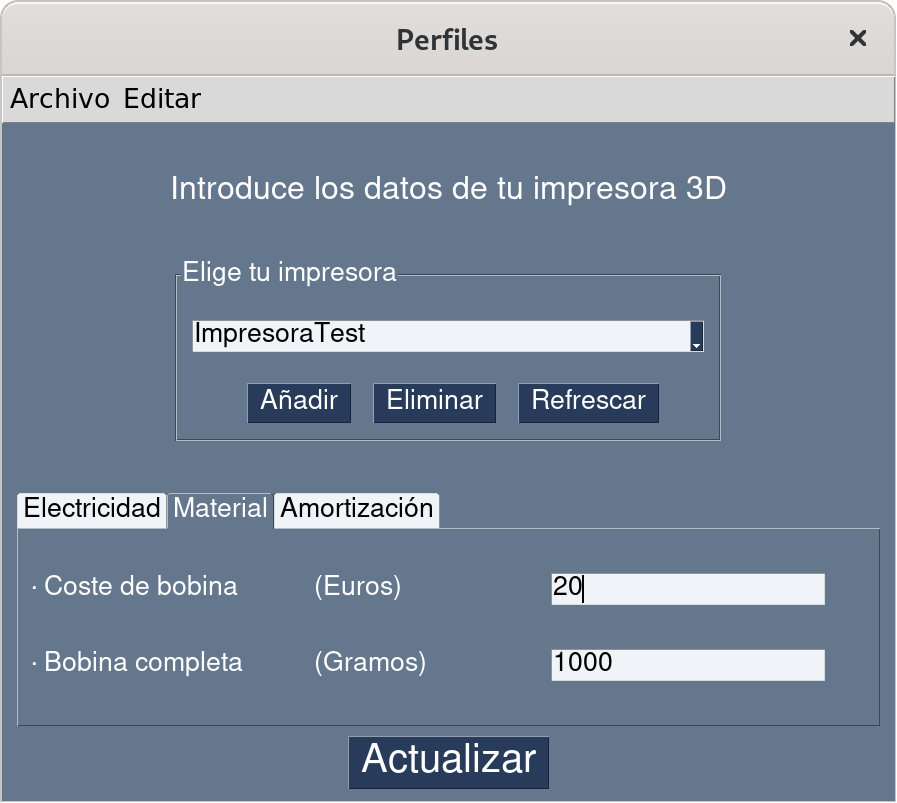 Perfiles
Archivo Editar
Introduce los datos de tu impresora 3D
Elige tu impresora
ImpresoraTest
Añadir Eliminar Refrescar
Electricidad Material Amortización
· Coste de bobina (Euros) 20
· Bobina completa (Gramos) 1000
Actualizar